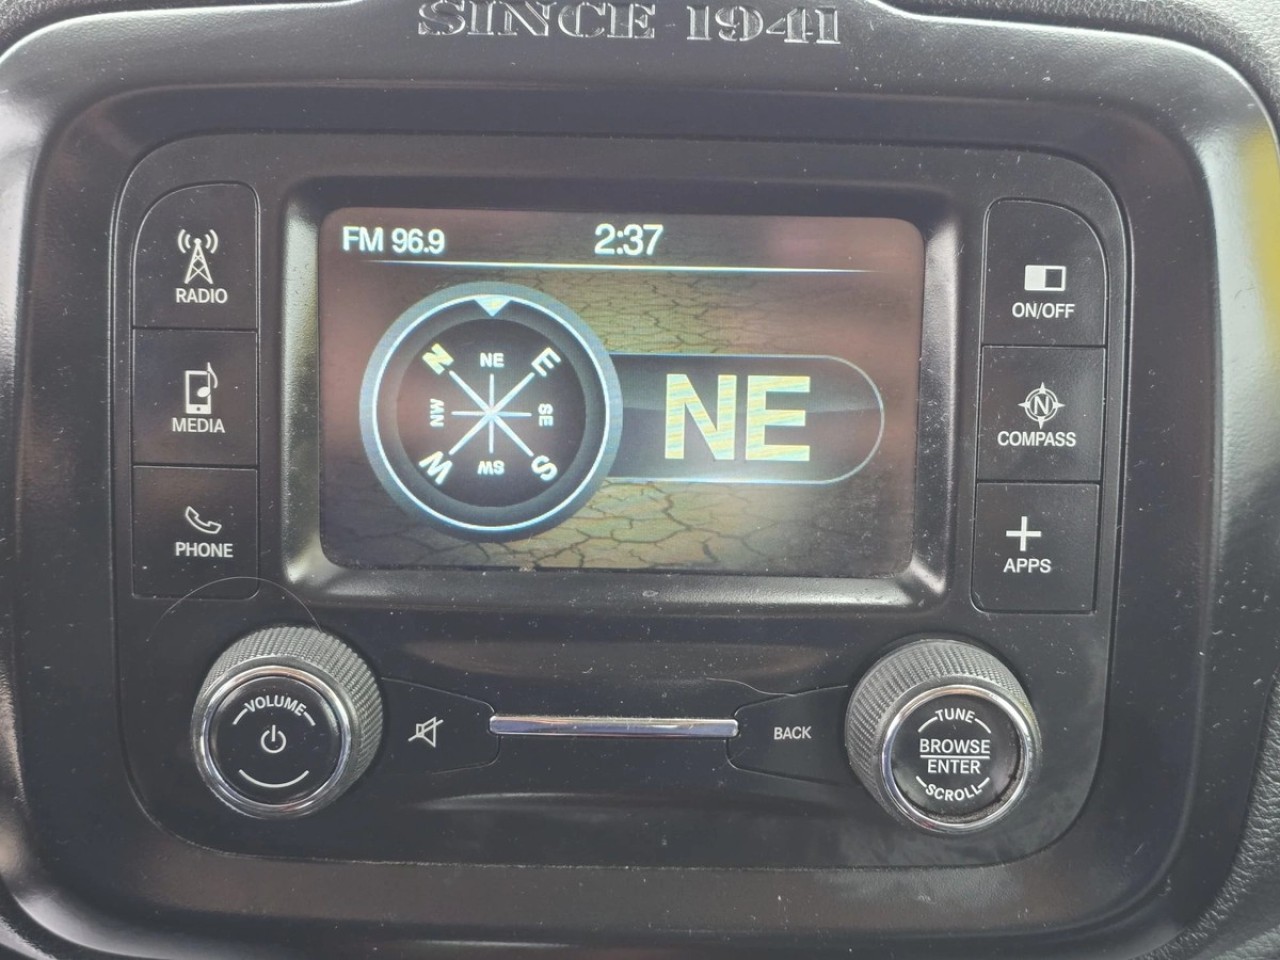 SINCE 1941
RADIO
MEDIA
PHONE
FM 96.9
2:37
N
NE
E
NW
SE
W
SW
S
NE
ON/OFF
N
COMPASS
APPS
VOLUME
BACK
TUNE
BROWSE
ENTER
SCROLL